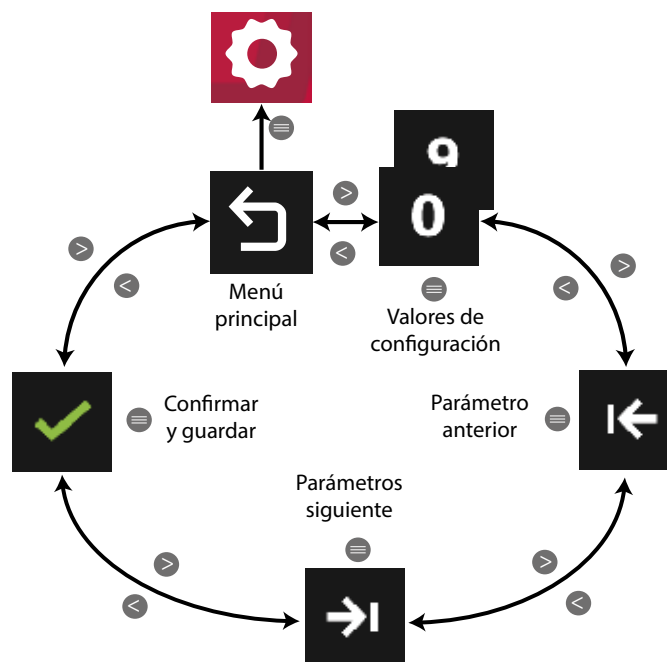 9
0
> 
<
>
<
>
<
Menú
principal
Valores de
configuración
Confirmar
y guardar
Parámetro
anterior
Parámetros
siguiente
>
<
>
<